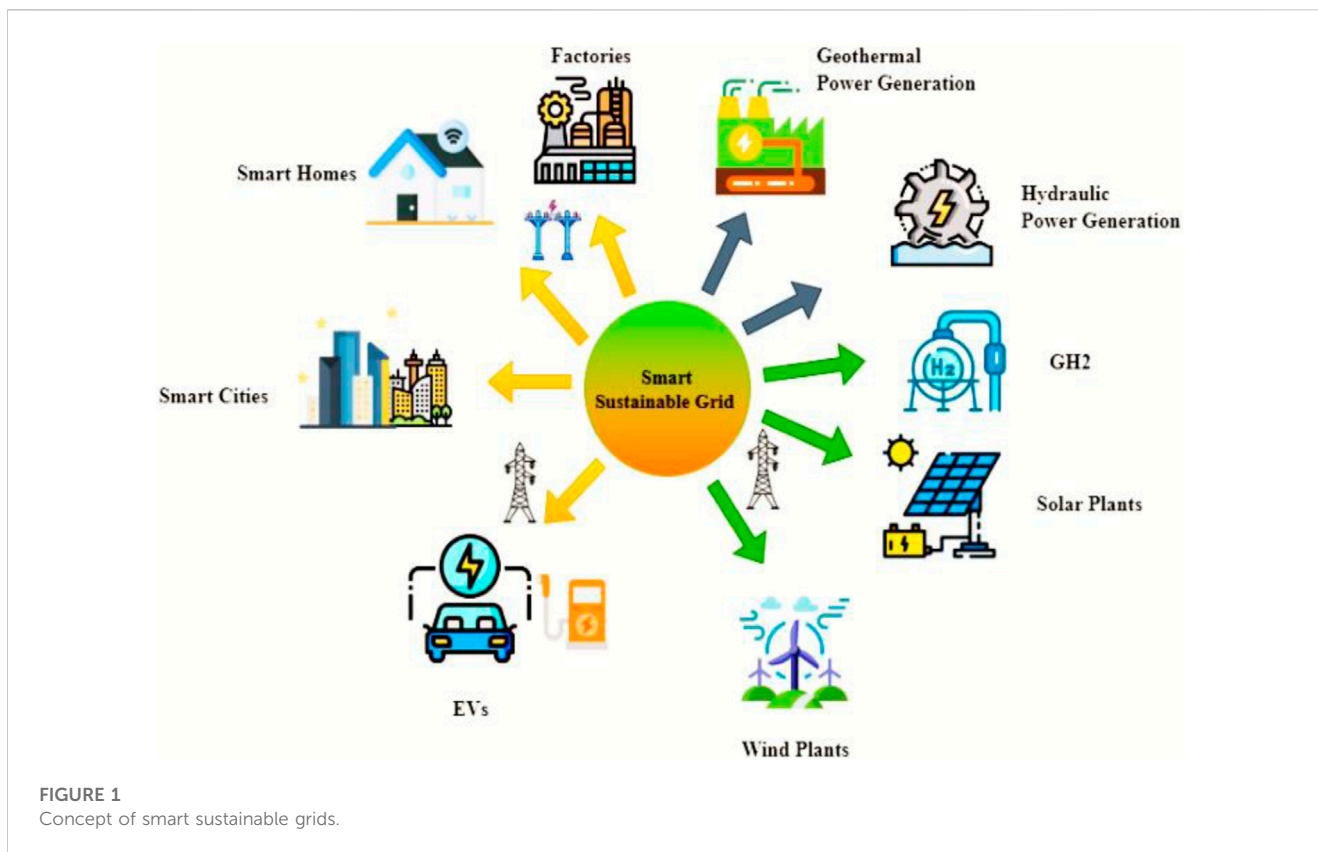 Factories
Geothermal
Power Generation
Smart Homes
Hydraulic
Power Generation
H2
GH2
Smart
Sustainable Grid
Smart Cities
Solar Plants
EVs
Wind Plants
FIGURE 1
Concept of smart sustainable grids.